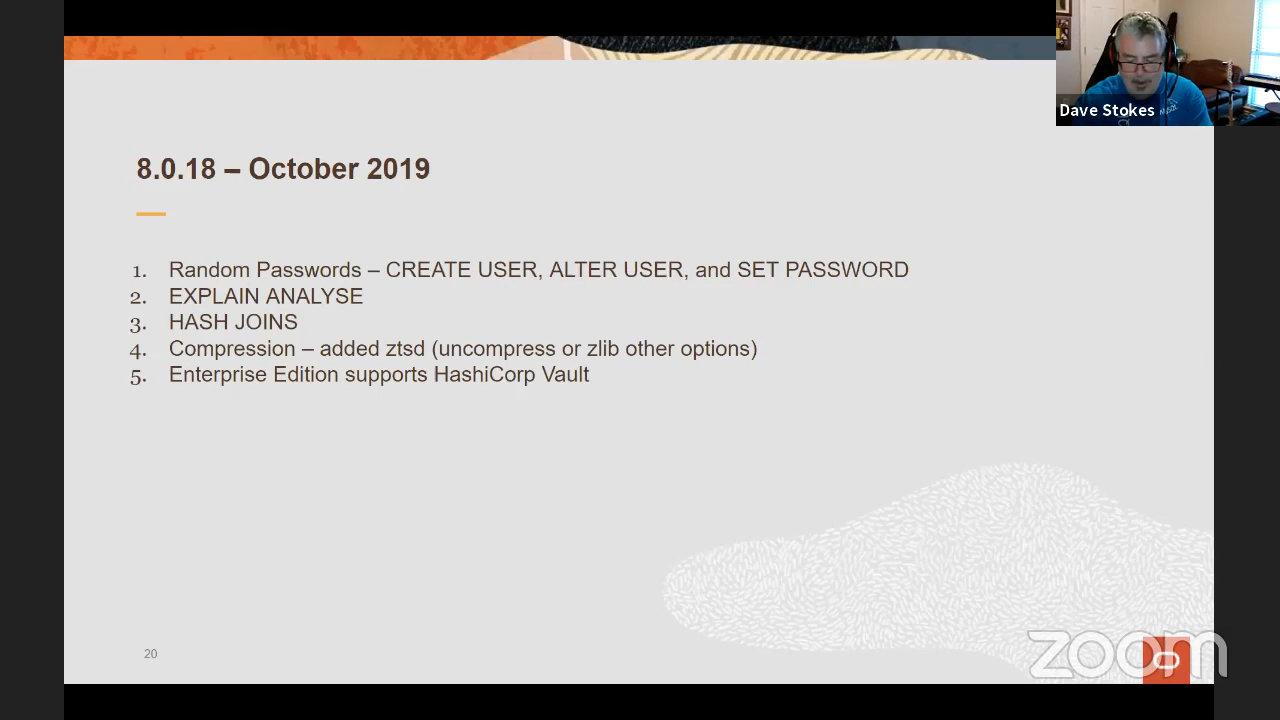 Dave Stokes
MySQL
8.0.18 – October 2019
1. Random Passwords – CREATE USER, ALTER USER, and SET PASSWORD
2. EXPLAIN ANALYSE
3. HASH JOINS
4. Compression – added ztsd (uncompress or zlib other options)
5. Enterprise Edition supports HashiCorp Vault
20
zoom